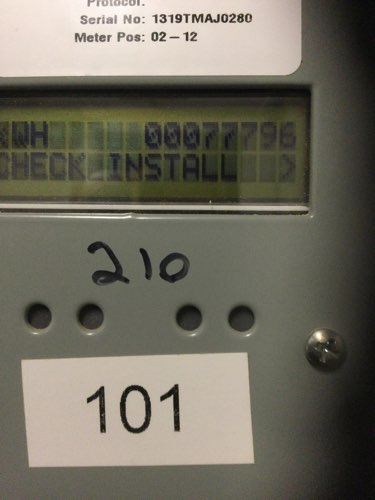 Protocol:
Serial No: 1319TMAJ0280
Meter Pos: 02 – 12
KWH 00077796
CHECK INSTALL >
210
101